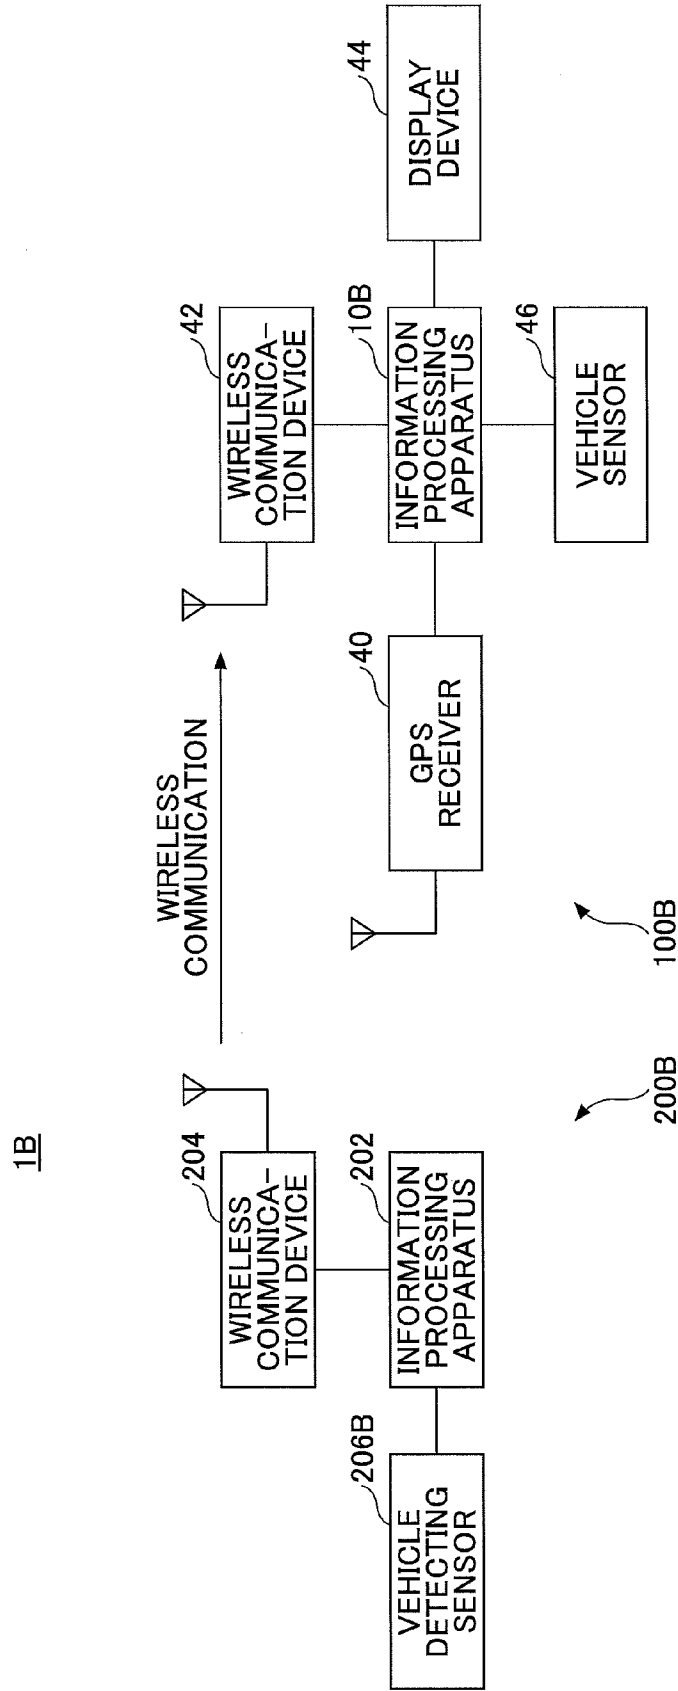 1B
WIRELESS
COMMUNICATION
204
WIRELESS
COMMUNICA-
TION DEVICE
42
WIRELESS
COMMUNICA-
TION DEVICE
206B
VEHICLE
DETECTING
SENSOR
202
INFORMATION
PROCESSING
APPARATUS
40
GPS
RECEIVER
10B
INFORMATION
PROCESSING
APPARATUS
44
DISPLAY
DEVICE
46
VEHICLE
SENSOR
200B
100B